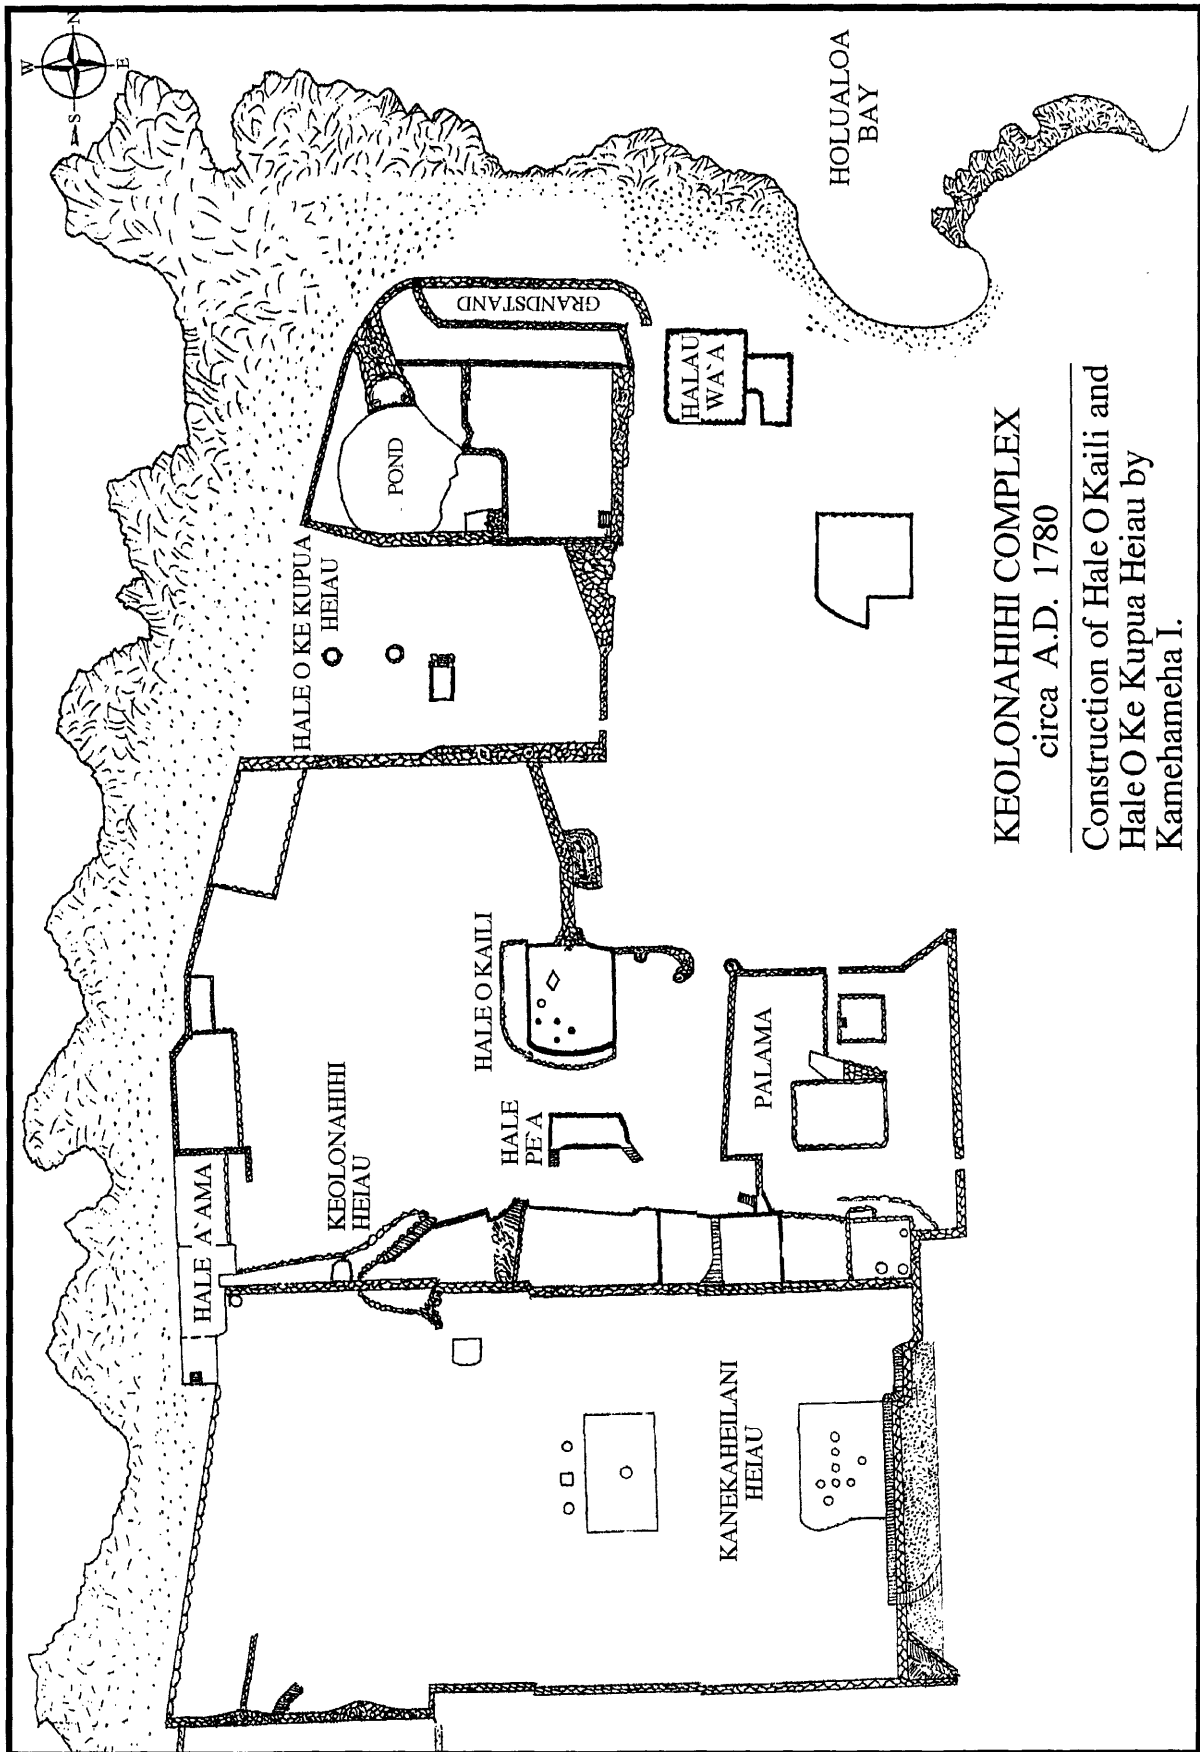 N
W
E
S
HOLUALOA
BAY
GRANDSTAND
HALAU
WA`A
POND
HALE O KE KUPUA
HEIAU
KEOLONAHIHI COMPLEX
circa A.D. 1780
Construction of Hale O Kaili and
Hale O Ke Kupua Heiau by
Kamehameha I.
HALE O KAILI
PALAMA
HALE
PE`A
KEOLONAHIHI
HEIAU
HALE A`AMA
KANEKAHEILANI
HEIAU